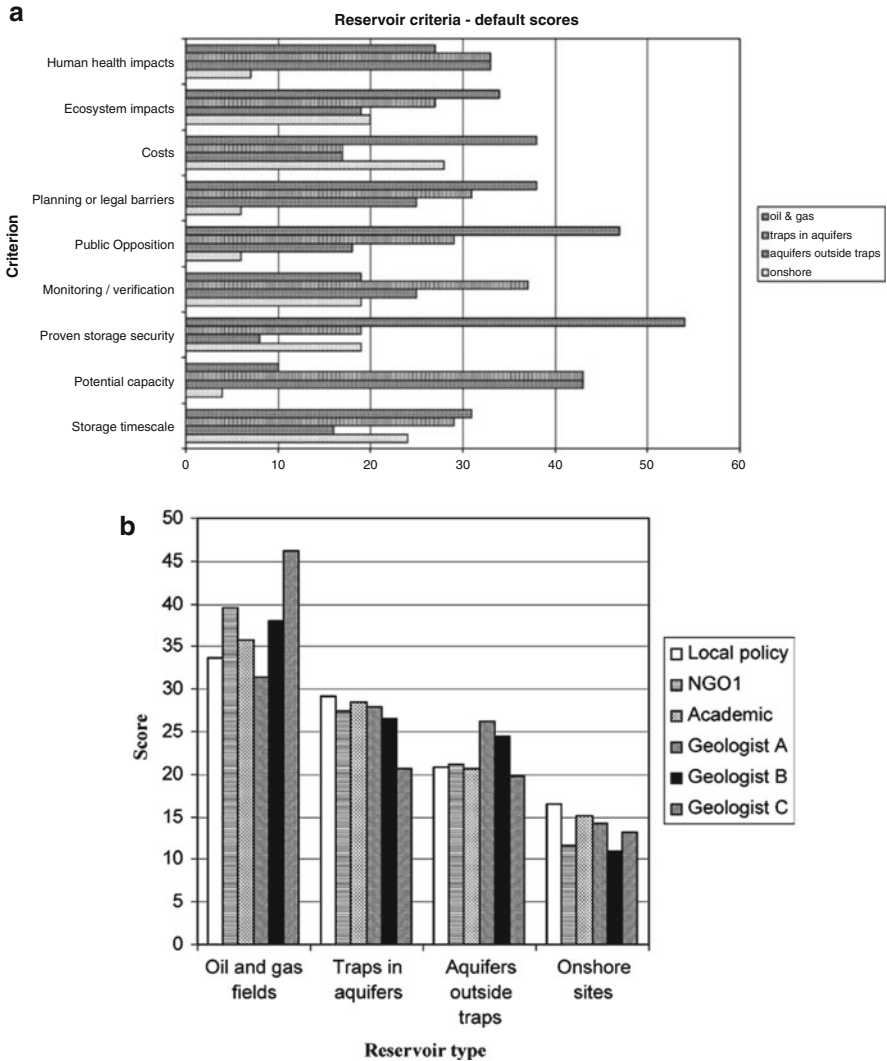 a
Reservoir criteria - default scores
Criterion
Human health impacts
Ecosystem impacts
Costs
Planning or legal barriers
Public Opposition
Monitoring / verification
Proven storage security
Potential capacity
Storage timescale
0 10 20 30 40 50 60
oil & gas
traps in aquifers
aquifers outside traps
onshore
b
Score
50
45
40
35
30
25
20
15
10
5
0
Oil and gas
fields
Traps in
aquifers
Aquifers
outside
traps
Onshore
sites
Reservoir type
Local policy
NGO1
Academic
Geologist A
Geologist B
Geologist C